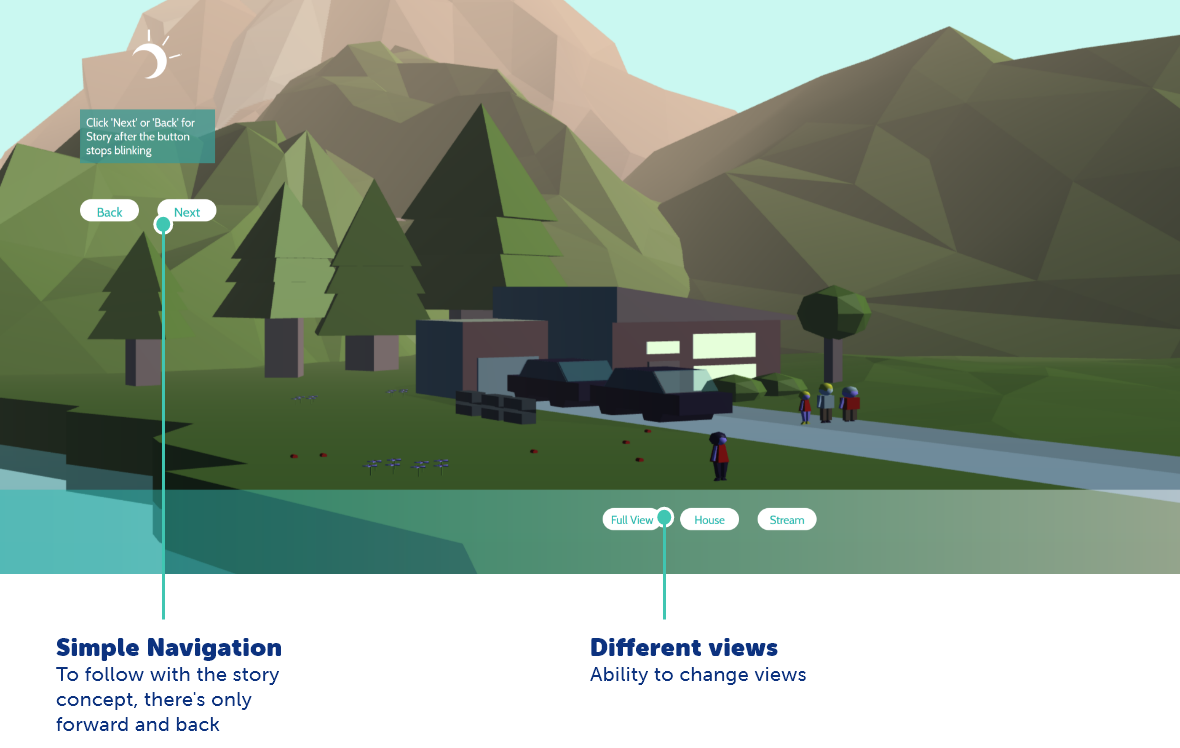 Click 'Next' or 'Back' for
Story after the button
stops blinking
Back
Next
Full View
House
Stream
Simple Navigation
To follow with the story
concept, there's only
forward and back
Different views
Ability to change views